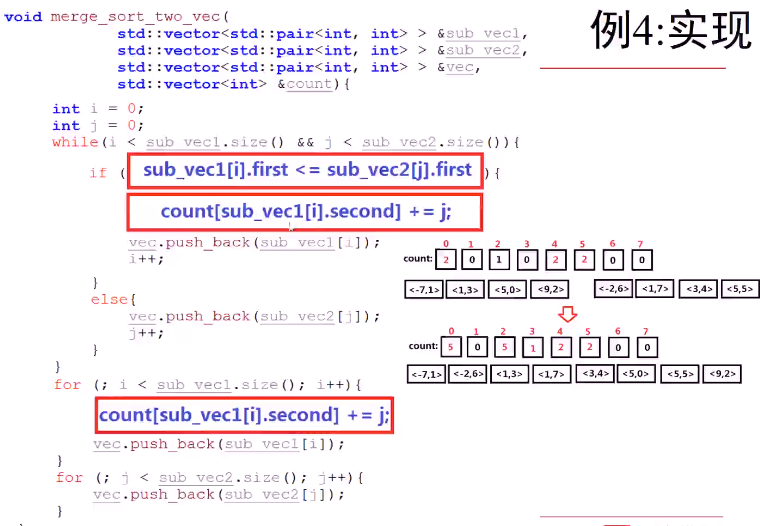 void merge_sort_two_vec(
std::vector<std::pair<int, int> > &sub_vec1,
std::vector<std::pair<int, int> > &sub_vec2,
std::vector<std::pair<int, int> > &vec,
std::vector<int> &count){
例4:实现
int i = 0;
int j = 0;
while(i < sub_vec1.size() && j < sub_vec2.size()){
if ( sub_vec1[i].first <= sub_vec2[j].first ){
count[sub_vec1[i].second] += j;
vec.push_back(sub_vec1[i]);
i++;
}
else{
vec.push_back(sub_vec2[j]);
j++;
}
}
for (; i < sub_vec1.size(); i++){
count[sub_vec1[i].second] += j;
vec.push_back(sub_vec1[i]);
}
for (; j < sub_vec2.size(); j++){
vec.push_back(sub_vec2[j]);
}
0 1 2 3 4 5 6 7
count: 2 0 1 0 2 2 0 0
<-7,1> <1,3> <5,0> <9,2> <-2,6> <1,7> <3,4> <5,5>
0 1 2 3 4 5 6 7
count: 5 0 5 1 2 2 0 0
<-7,1> <-2,6> <1,3> <1,7> <3,4> <5,0> <5,5> <9,2>